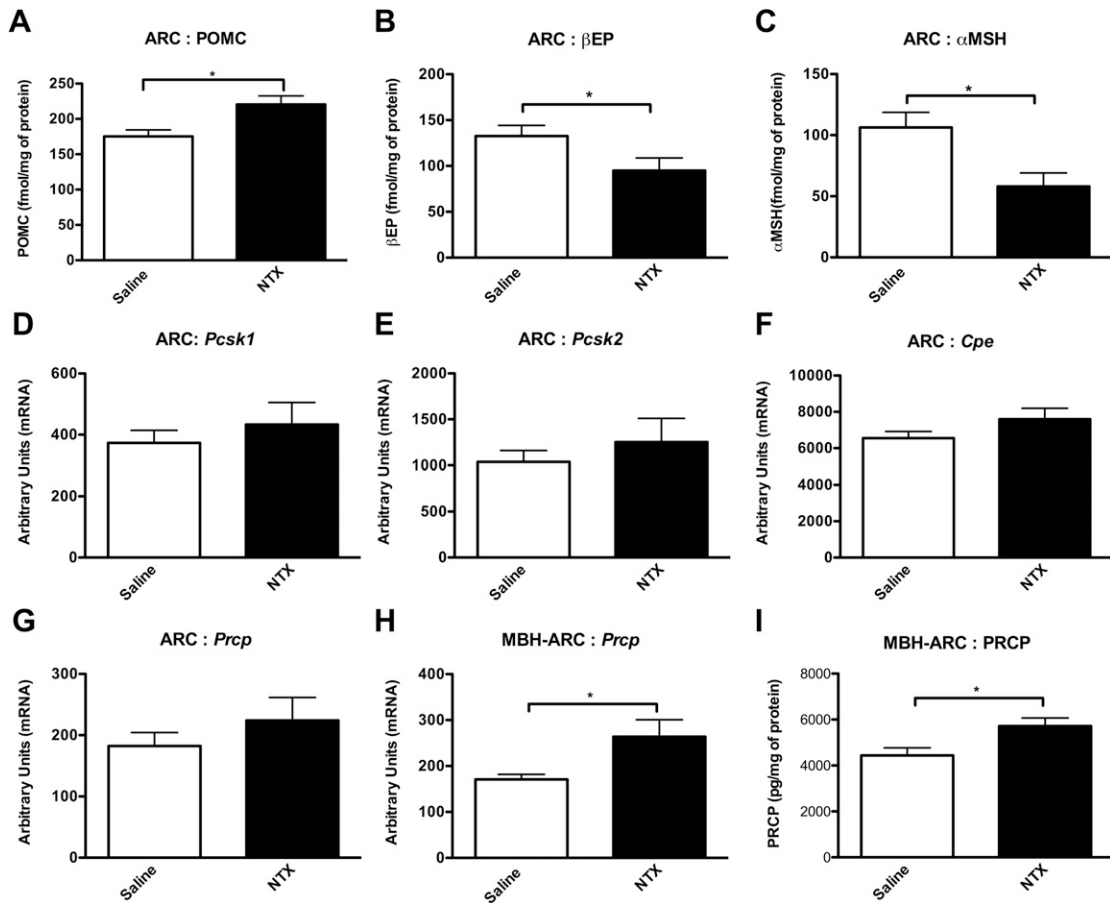 A
ARC : POMC
POMC (fmol/mg of protein)
250
200
150
100
50
0
*
Saline
NTX
B
ARC : βEP
βEP (fmol/mg of protein)
200
150
100
50
0
*
Saline
NTX
C
ARC : αMSH
αMSH(fmol/mg of protein)
150
100
50
0
*
Saline
NTX
D
ARC: Pcsk1
Arbitrary Units (mRNA)
600
400
200
0
Saline
NTX
E
ARC : Pcsk2
Arbitrary Units (mRNA)
2000
1500
1000
500
0
Saline
NTX
F
ARC : Cpe
Arbitrary Units (mRNA)
10000
8000
6000
4000
2000
0
Saline
NTX
G
ARC : Prcp
Arbitrary Units (mRNA)
300
200
100
0
Saline
NTX
H
MBH-ARC : Prcp
Arbitrary Units (mRNA)
400
300
200
100
0
*
Saline
NTX
I
MBH-ARC : PRCP
PRCP (pg/mg of protein)
8000
6000
4000
2000
0
*
Saline
NTX